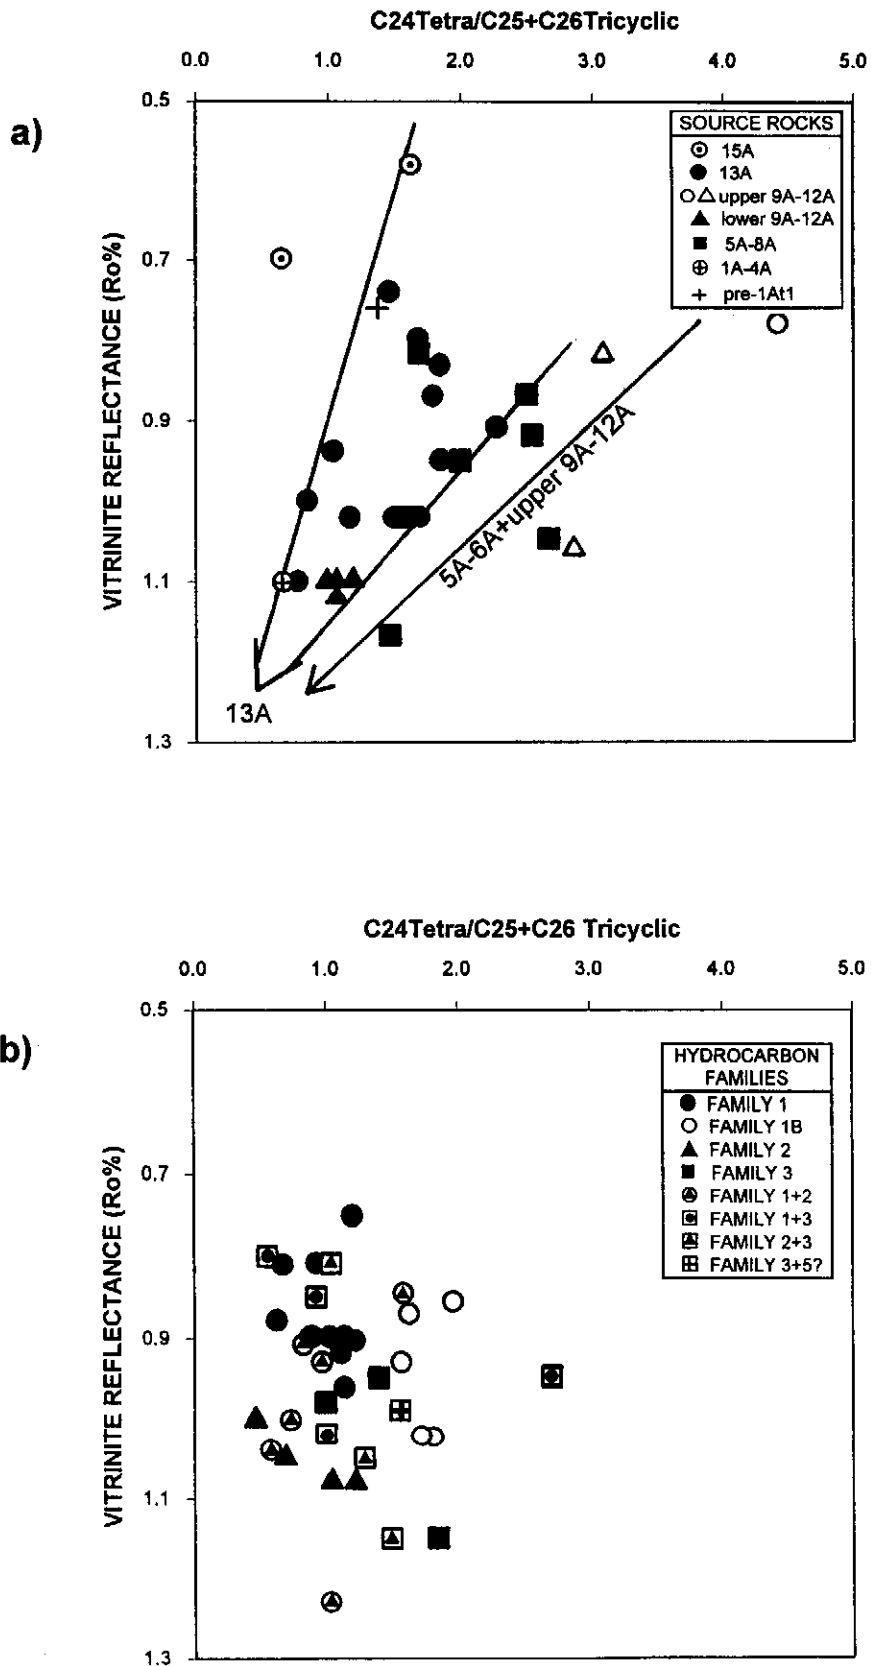 C24Tetra/C25+C26Tricyclic
0.0 1.0 2.0 3.0 4.0 5.0
a)
0.5
0.7
0.9
1.1
1.3
VITRINITE REFLECTANCE (Ro%)
SOURCE ROCKS
15A
13A
upper 9A-12A
lower 9A-12A
5A-8A
1A-4A
pre-1At1
5A-6A+upper 9A-12A
13A
C24Tetra/C25+C26 Tricyclic
0.0 1.0 2.0 3.0 4.0 5.0
b)
0.5
0.7
0.9
1.1
1.3
VITRINITE REFLECTANCE (Ro%)
HYDROCARBON
FAMILIES
FAMILY 1
FAMILY 1B
FAMILY 2
FAMILY 3
FAMILY 1+2
FAMILY 1+3
FAMILY 2+3
FAMILY 3+5?